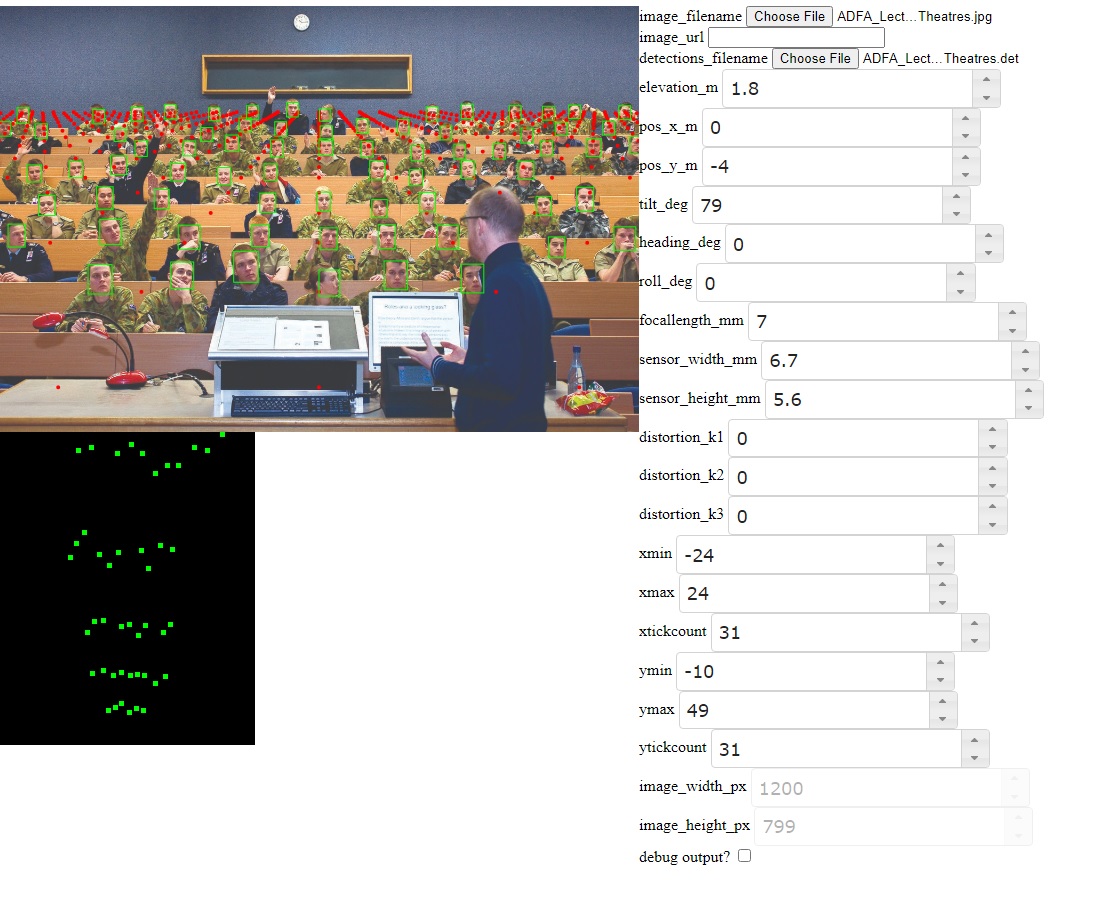 image_filename Choose File ADFA_Lect...Theatres.jpg
image_url
detections_filename Choose File ADFA_Lect...Theatres.det
elevation_m 1.8
pos_x_m 0
pos_y_m -4
tilt_deg 79
heading_deg 0
roll_deg 0
focallength_mm 7
sensor_width_mm 6.7
sensor_height_mm 5.6
distortion_k1 0
distortion_k2 0
distortion_k3 0
xmin -24
xmax 24
xtickcount 31
ymin -10
ymax 49
ytickcount 31
image_width_px 1200
image_height_px 799
debug output?